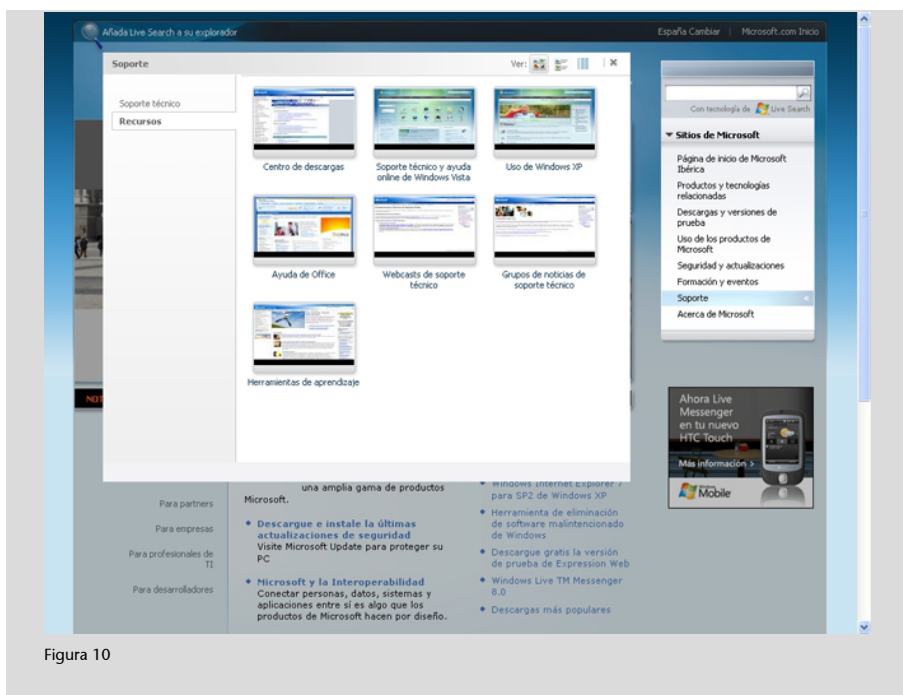 Añada Live Search a su explorador
España Cambiar | Microsoft.com Inicio
Soporte
Ver:
Soporte técnico
Recursos
Centro de descargas
Soporte técnico y ayuda
online de Windows Vista
Uso de Windows XP
Ayuda de Office
Webcasts de soporte
técnico
Grupos de noticias de
soporte técnico
Herramientas de aprendizaje
Con tecnología de Live Search
Sitios de Microsoft
Página de inicio de Microsoft
Ibérica
Productos y tecnologías
relacionadas
Descargas y versiones de
prueba
Uso de los productos de
Microsoft
Seguridad y actualizaciones
Formación y eventos
Soporte
Acerca de Microsoft
NOT
Ahora Live
Messenger
en tu nuevo
HTC Touch
Más información >
Windows
Mobile
Para partners
Para empresas
Para profesionales de
TI
Para desarrolladores
una amplia gama de productos
Microsoft.
Descargue e instale la últimas
actualizaciones de seguridad
Visite Microsoft Update para proteger su
PC
Microsoft y la Interoperabilidad
Conectar personas, datos, sistemas y
aplicaciones entre sí es algo que los
productos de Microsoft hacen por diseño.
Windows Internet Explorer 7
para SP2 de Windows XP
Herramienta de eliminación
de software malintencionado
de Windows
Descargue gratis la versión
de prueba de Expression Web
Windows Live TM Messenger
8.0
Descargas más populares
Figura 10